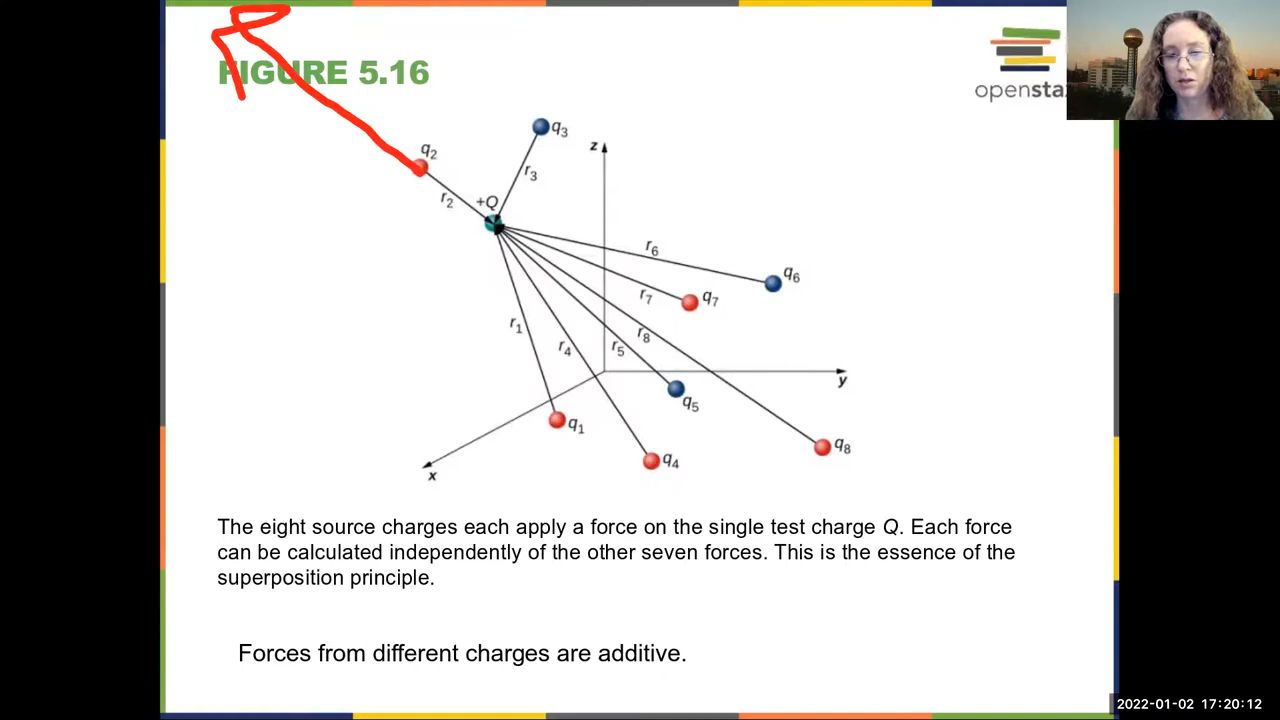 FIGURE 5.16
openstax
q3
z
q2
r3
r2
+Q
r6
q6
r7
q7
r1
r8
r4
r5
y
q5
q1
q8
q4
x
The eight source charges each apply a force on the single test charge Q. Each force
can be calculated independently of the other seven forces. This is the essence of the
superposition principle.
Forces from different charges are additive.
2022-01-02 17:20:12